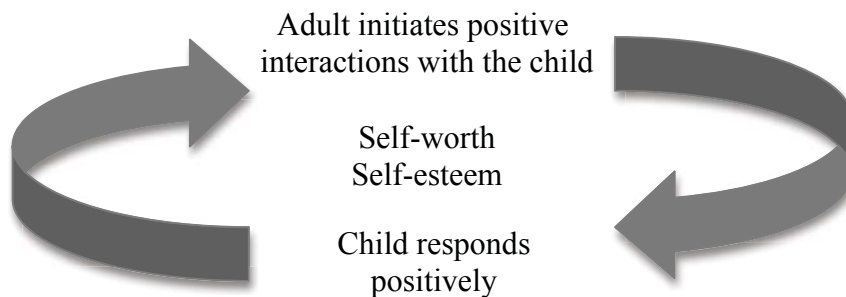 Adult initiates positive
interactions with the child
Self-worth
Self-esteem
Child responds
positively